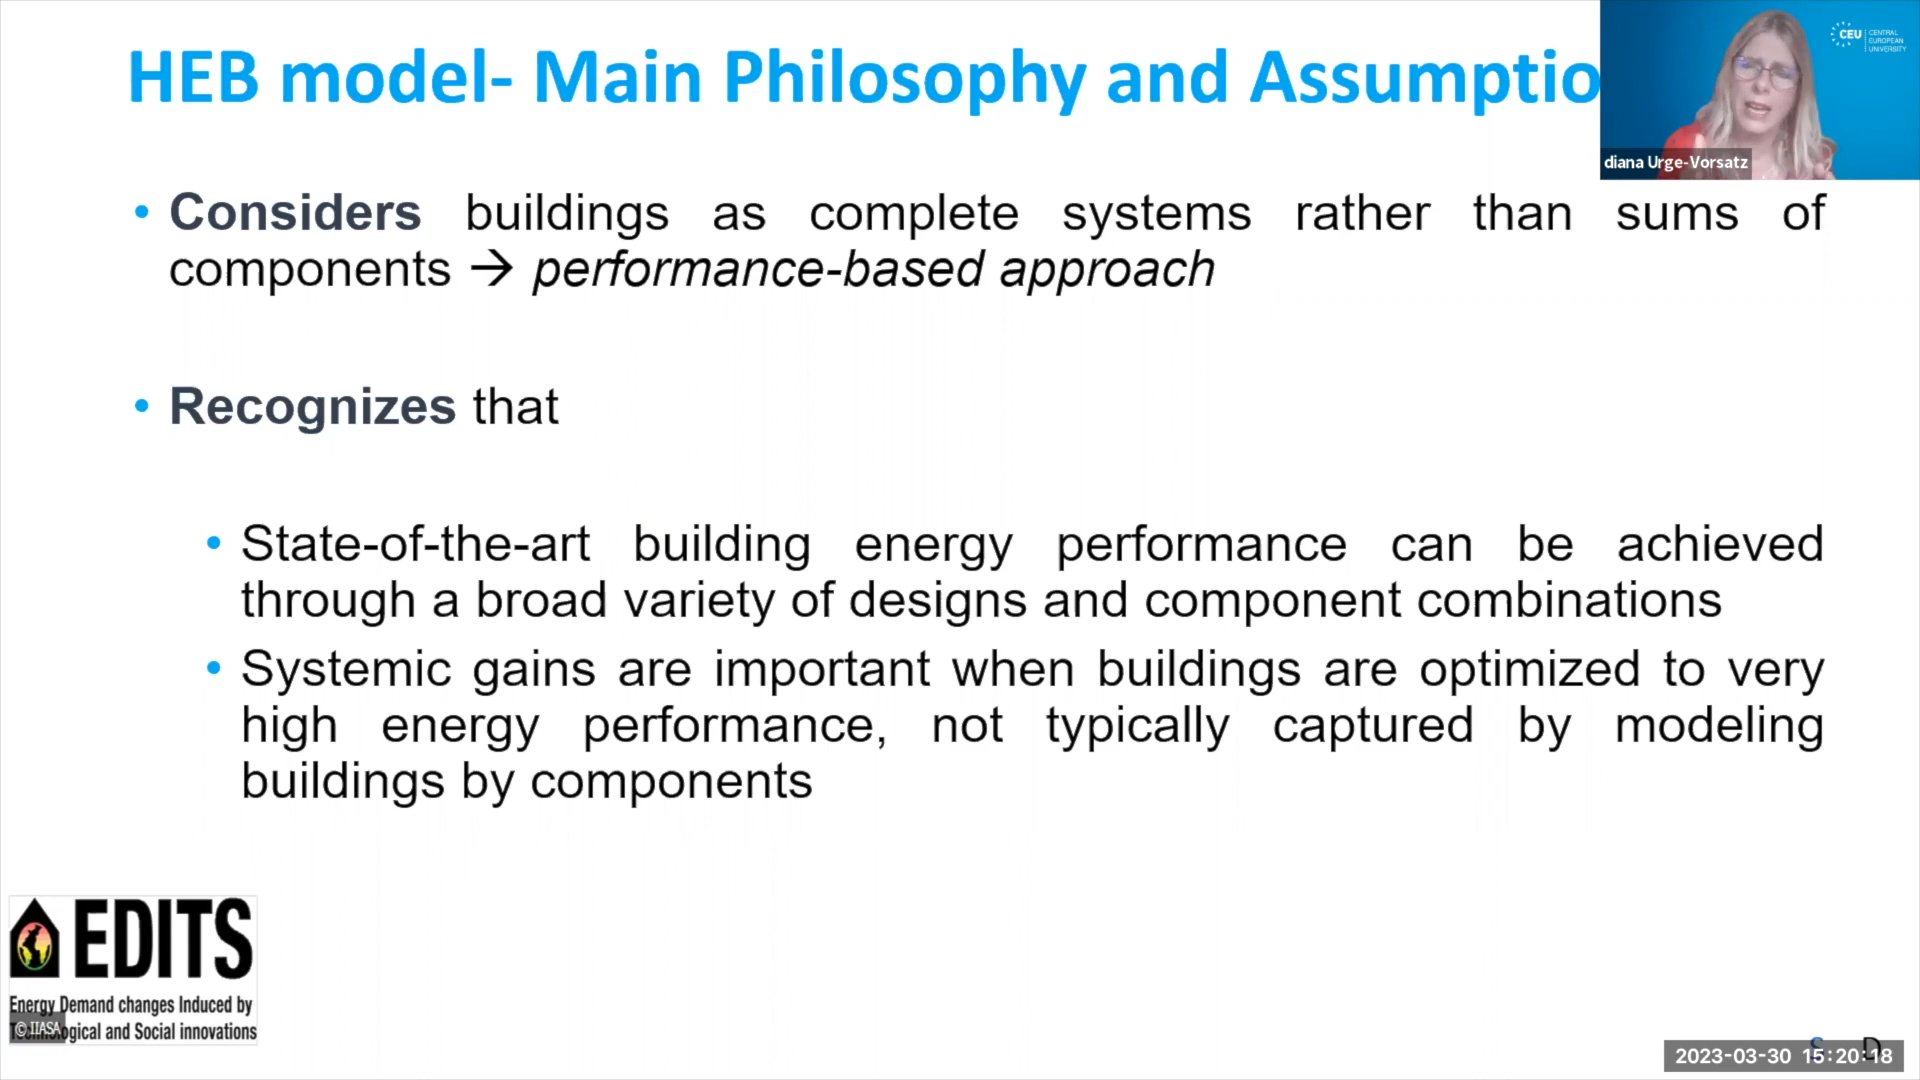 HEB model- Main Philosophy and Assumptio
CEU CENTRAL
EUROPEAN
UNIVERSITY
diana Urge-Vorsatz
• Considers buildings as complete systems rather than sums of
components → performance-based approach
• Recognizes that
• State-of-the-art building energy performance can be achieved
through a broad variety of designs and component combinations
• Systemic gains are important when buildings are optimized to very
high energy performance, not typically captured by modeling
buildings by components
EDITS
Energy Demand changes Induced by
ogical and Social innovations
© IIASA
S D
2023-03-30 15:20:18